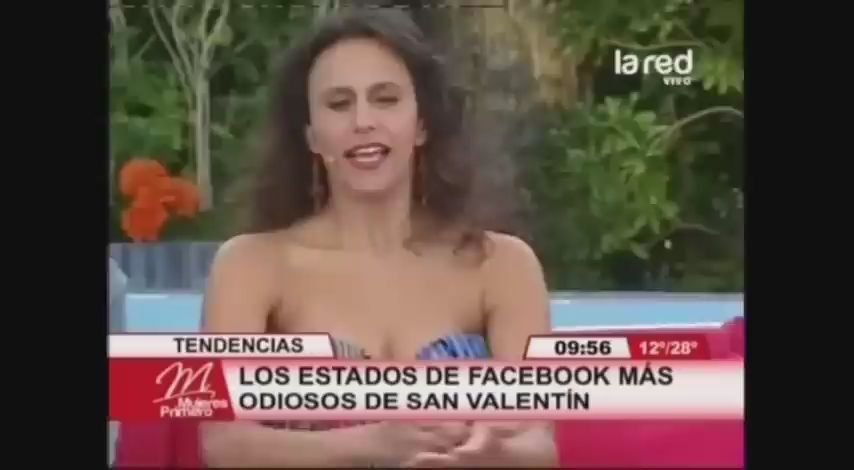 la red
VIVO
TENDENCIAS
09:56
12°/28°
M.
Mujeres
Primero
LOS ESTADOS DE FACEBOOK MÁS
ODIOSOS DE SAN VALENTÍN